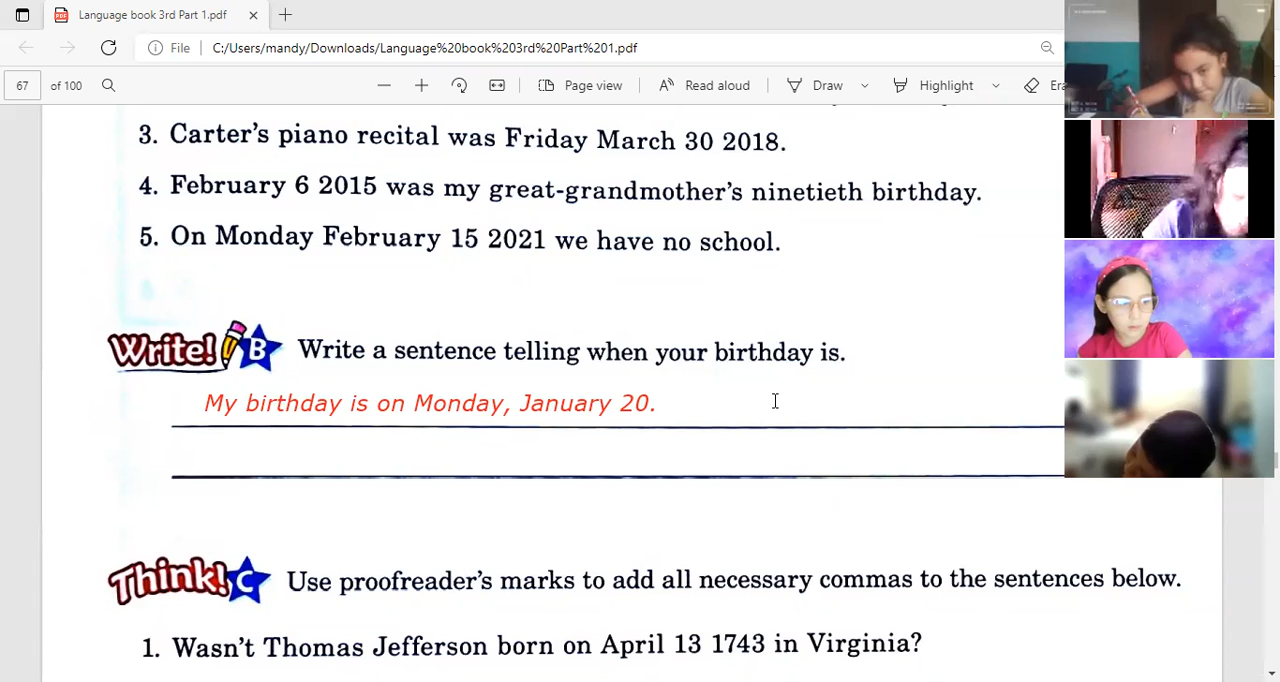 Language book 3rd Part 1.pdf
File C:/Users/mandy/Downloads/Language%20book%203rd%20Part%201.pdf
67 of 100 Page view Read aloud Draw Highlight Era
3. Carter's piano recital was Friday March 30 2018.
4. February 6 2015 was my great-grandmother's ninetieth birthday.
5. On Monday February 15 2021 we have no school.
Write! B Write a sentence telling when your birthday is.
My birthday is on Monday, January 20.
Think! C Use proofreader's marks to add all necessary commas to the sentences below.
1. Wasn't Thomas Jefferson born on April 13 1743 in Virginia?